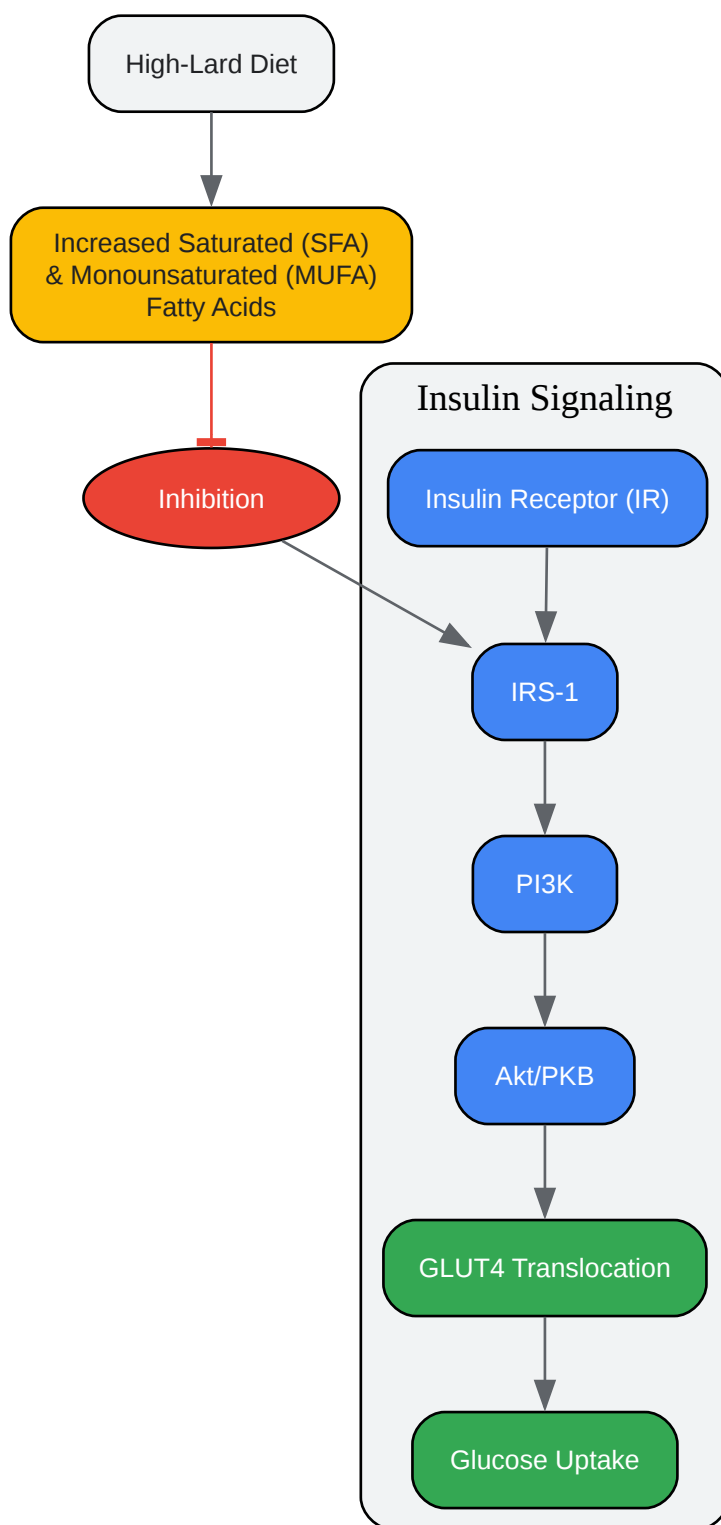 High-Lard Diet
Increased Saturated (SFA)
& Monounsaturated (MUFA)
Fatty Acids
Insulin Signaling
Inhibition
Insulin Receptor (IR)
IRS-1
PI3K
Akt/PKB
GLUT4 Translocation
Glucose Uptake